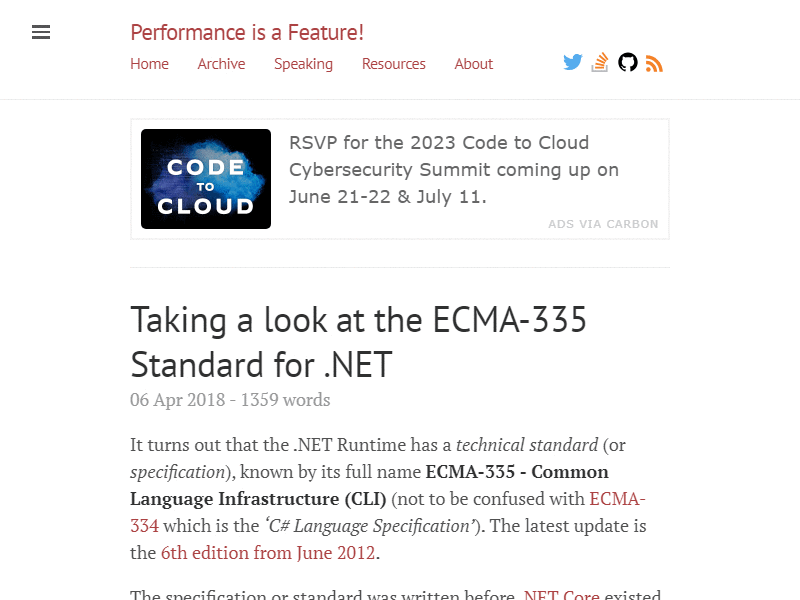 Performance is a Feature!
Home Archive Speaking Resources About
CODE
TO
CLOUD
RSVP for the 2023 Code to Cloud
Cybersecurity Summit coming up on
June 21-22 & July 11.
ADS VIA CARBON
Taking a look at the ECMA-335
Standard for .NET
06 Apr 2018 - 1359 words
It turns out that the .NET Runtime has a technical standard (or
specification), known by its full name ECMA-335 - Common
Language Infrastructure (CLI) (not to be confused with ECMA-
334 which is the ‘C# Language Specification’). The latest update is
the 6th edition from June 2012.
The specification or standard was written before .NET Core existed